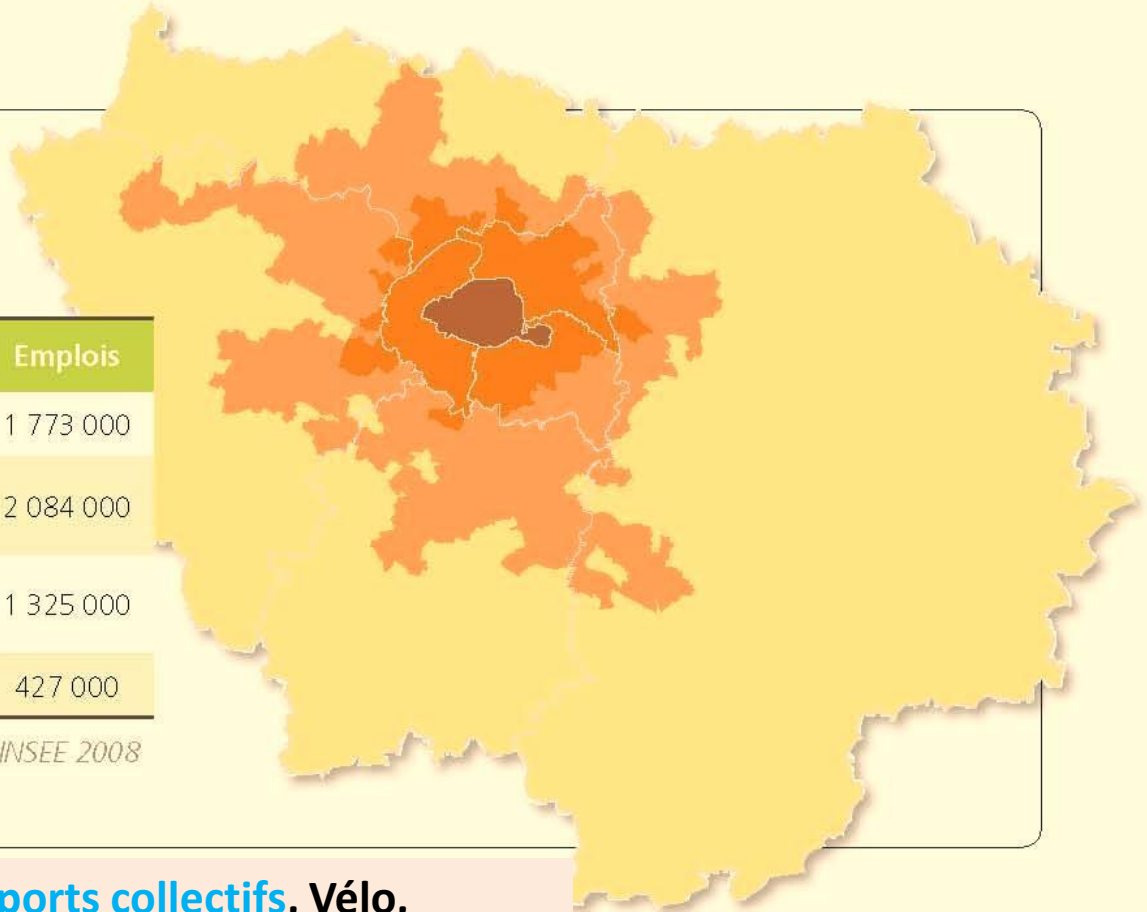 Emplois
1 773 000
2 084 000
1 325 000
427 000
INSEE 2008
ports collectifs, Vélo,